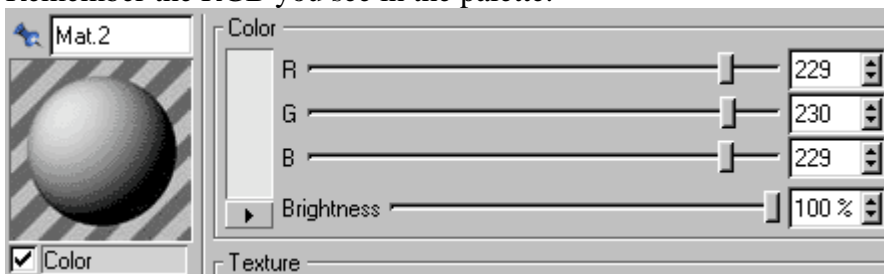 Remember the RGB you see in the palette.
Mat.2
Color
R 229
G 230
B 229
Brightness 100 %
Color
Texture